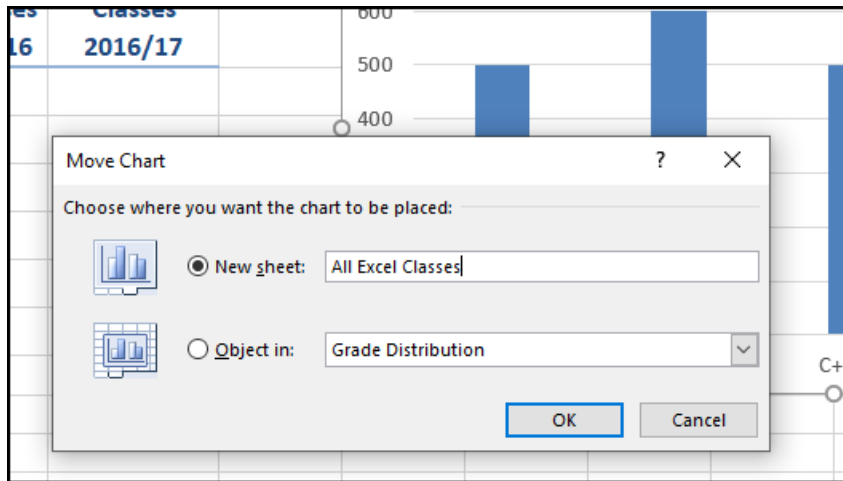 Classes
16 2016/17
600
500
400
Move Chart ?
Choose where you want the chart to be placed:
New sheet: All Excel Classes
Object in: Grade Distribution
C+
OK Cancel